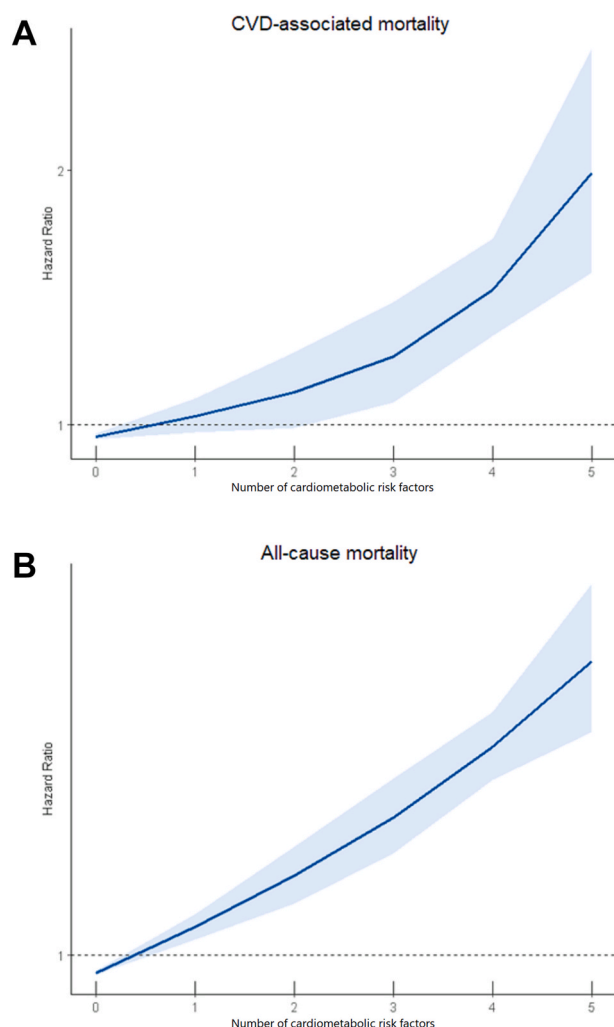 A
CVD-associated mortality
2
Hazard Ratio
1
0 1 2 3 4 5
Number of cardiometabolic risk factors
B
All-cause mortality
Hazard Ratio
1
0 1 2 3 4 5
Number of cardiometabolic risk factors